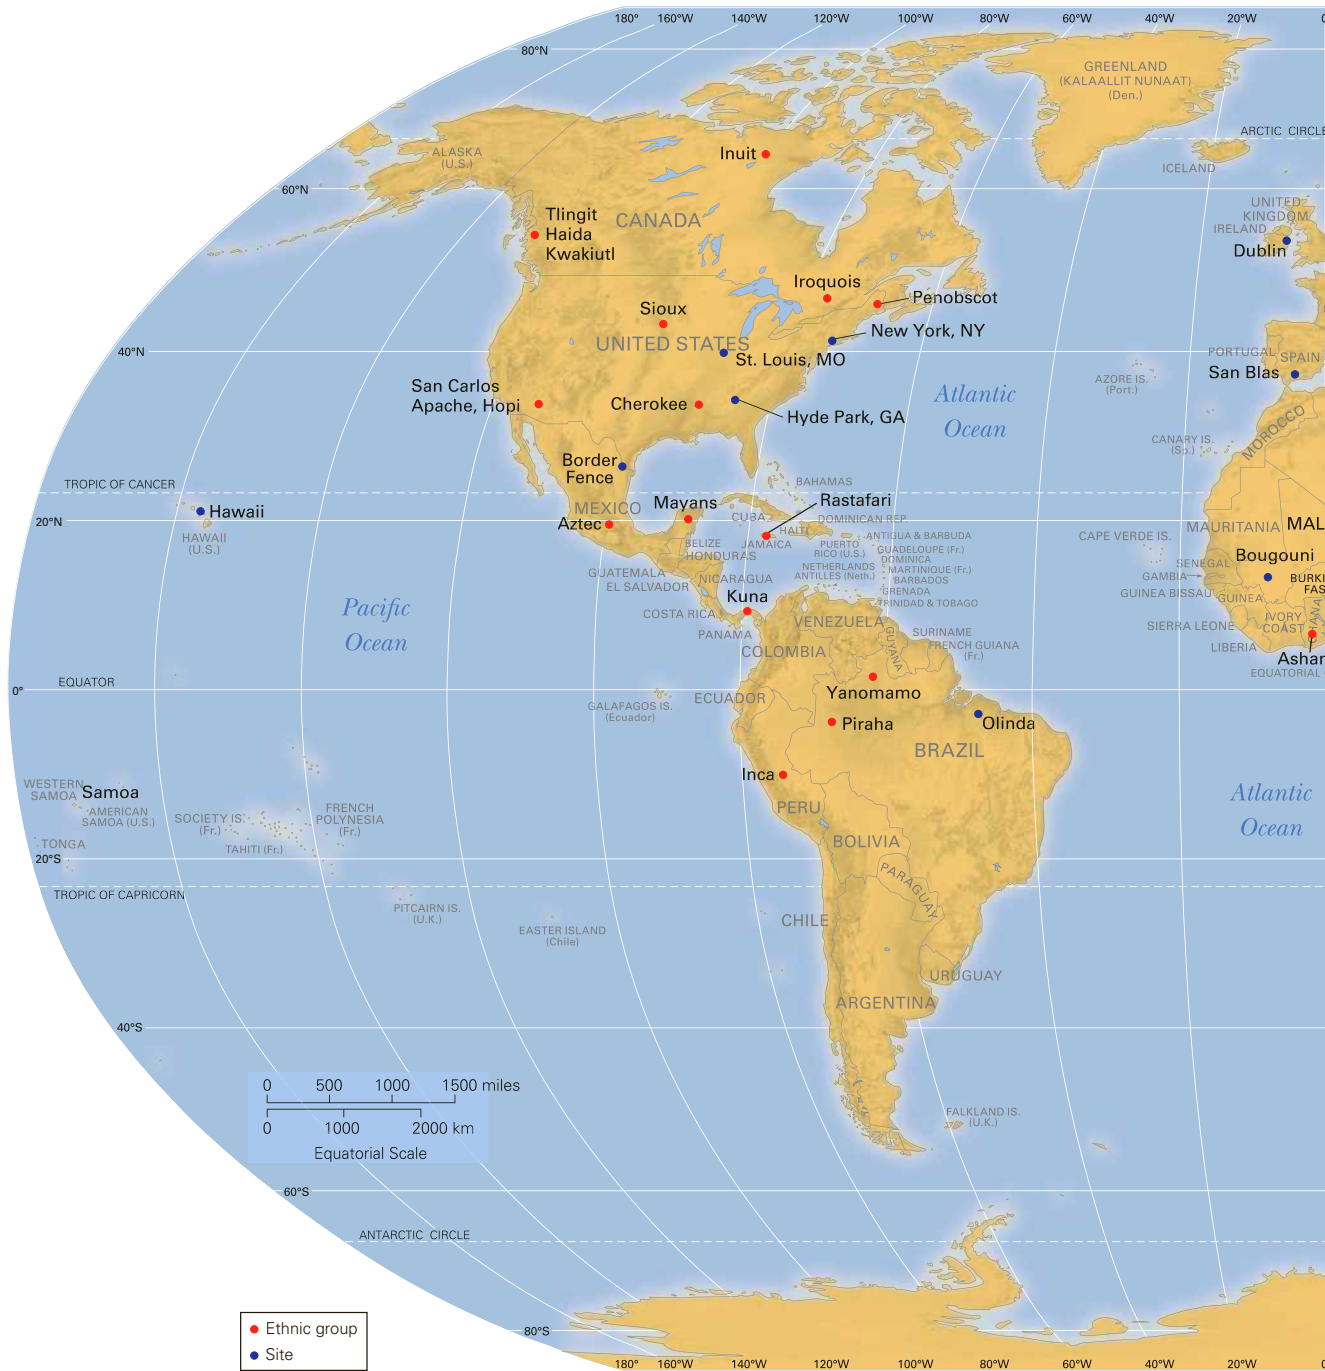 180°
160°W
140°W
120°W
100°W
80°W
60°W
40°W
20°W
80°N
GREENLAND
(KALAALLIT NUNAAT)
(Den.)
ARCTIC CIRCLE
ICELAND
ALASKA
(U.S.)
Inuit
60°N
UNITED
KINGDOM
IRELAND
Dublin
Tlingit
Haida
Kwakiutl
CANADA
Iroquois
Penobscot
Sioux
New York, NY
UNITED STATES
40°N
St. Louis, MO
PORTUGAL
SPAIN
San Blas
AZORE IS.
(Port.)
San Carlos
Apache, Hopi
Cherokee
Hyde Park, GA
Atlantic
Ocean
MOROCCO
CANARY IS.
(Sp.)
Border
Fence
TROPIC OF CANCER
BAHAMAS
Hawaii
HAWAII
(U.S.)
20°N
MEXICO
Aztec
Mayans
Rastafari
CUBA
HAITI
DOMINICAN REP.
JAMAICA
PUERTO
RICO (U.S.)
ANTIGUA & BARBUDA
GUADELOUPE (Fr.)
DOMINICA
MARTINIQUE (Fr.)
BARBADOS
GRENADA
TRINIDAD & TOBAGO
NETHERLANDS
ANTILLES (Neth.)
BELIZE
HONDURAS
GUATEMALA
EL SALVADOR
NICARAGUA
Kuna
COSTA RICA
PANAMA
MAURITANIA
MAL
CAPE VERDE IS.
Bougouni
SENEGAL
GAMBIA
GUINEA BISSAU
GUINEA
BURKI
FAS
SIERRA LEONE
IVORY
COAST
HANA
LIBERIA
Ashan
EQUATORIAL
Pacific
Ocean
VENEZUELA
GUYANA
SURINAME
FRENCH GUIANA
(Fr.)
COLOMBIA
EQUATOR
0°
GALAPAGOS IS.
(Ecuador)
ECUADOR
Yanomamo
Piraha
Olinda
BRAZIL
Inca
PERU
WESTERN
SAMOA
Samoa
AMERICAN
SAMOA (U.S.)
SOCIETY IS.
(Fr.)
FRENCH
POLYNESIA
(Fr.)
TAHITI (Fr.)
TONGA
20°S
TROPIC OF CAPRICORN
Atlantic
Ocean
BOLIVIA
PARAGUAY
PITCAIRN IS.
(U.K.)
EASTER ISLAND
(Chile)
CHILE
URUGUAY
ARGENTINA
40°S
0 500 1000 1500 miles
0 1000 2000 km
Equatorial Scale
FALKLAND IS.
(U.K.)
60°S
ANTARCTIC CIRCLE
80°S
Ethnic group
Site
180°
160°W
140°W
120°W
100°W
80°W
60°W
40°W
20°W